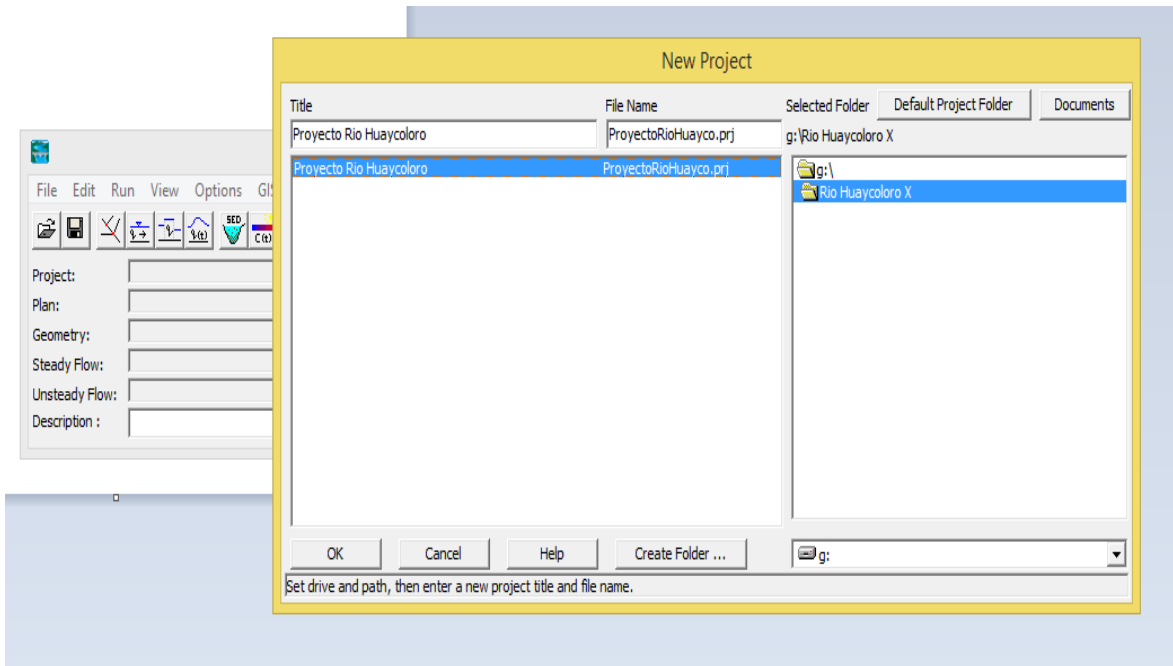 New Project
Title
File Name
Selected Folder
Default Project Folder
Documents
Proyecto Rio Huaycoloro
ProyectoRioHuayco.prj
g:\Rio Huaycoloro X
Proyecto Rio Huaycoloro
ProyectoRioHuayco.prj
g:\
Rio Huaycoloro X
File Edit Run View Options
SED
C(t)
Project:
Plan:
Geometry:
Steady Flow:
Unsteady Flow:
Description :
OK
Cancel
Help
Create Folder ...
g:
Set drive and path, then enter a new project title and file name.